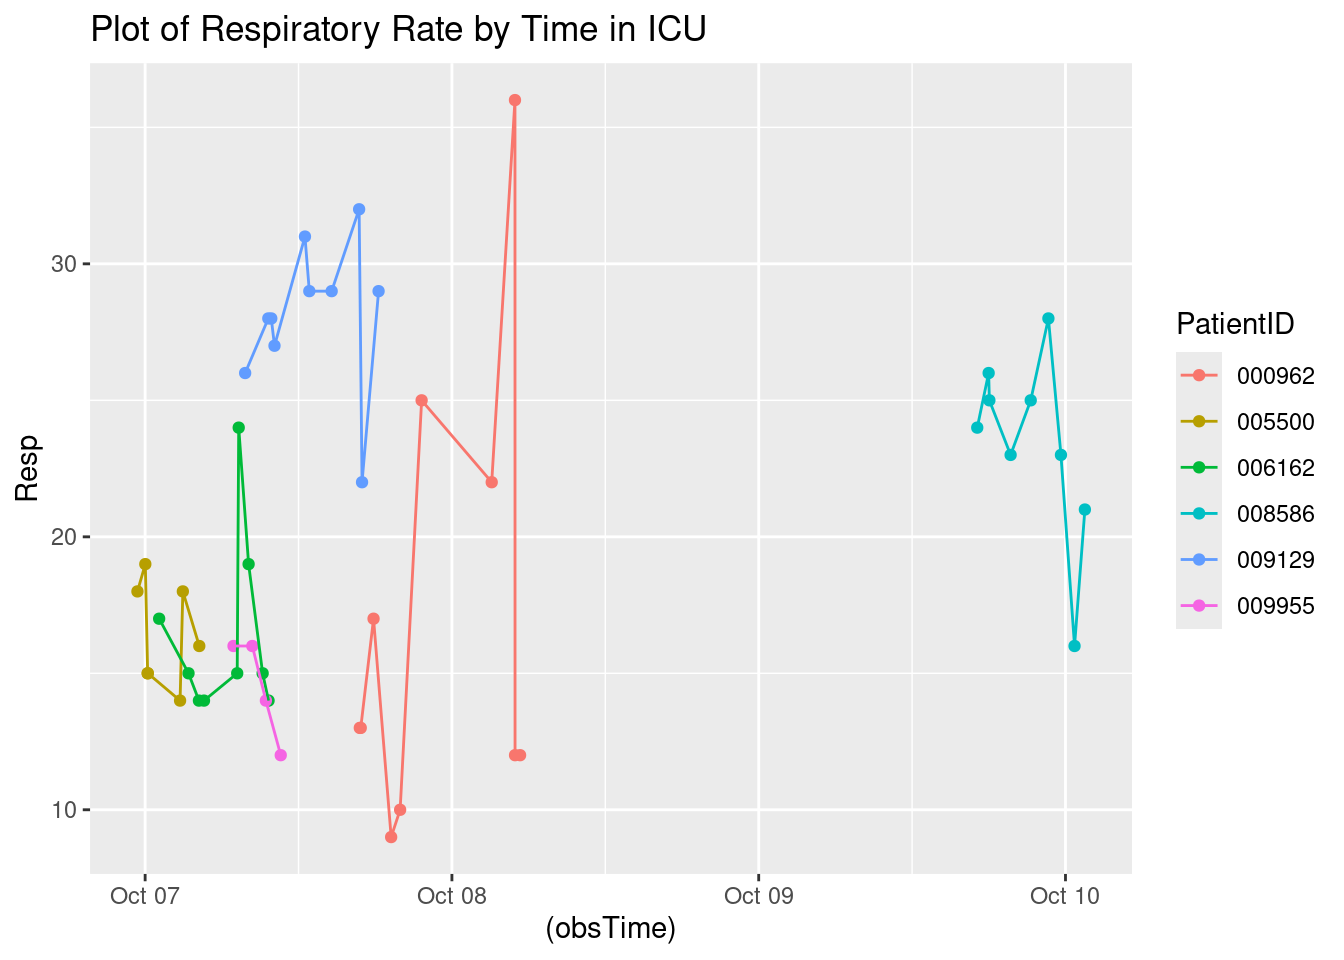 Plot of Respiratory Rate by Time in ICU
Resp
30
20
10
Oct 07
Oct 08
Oct 09
Oct 10
(obsTime)
PatientID
000962
005500
006162
008586
009129
009955